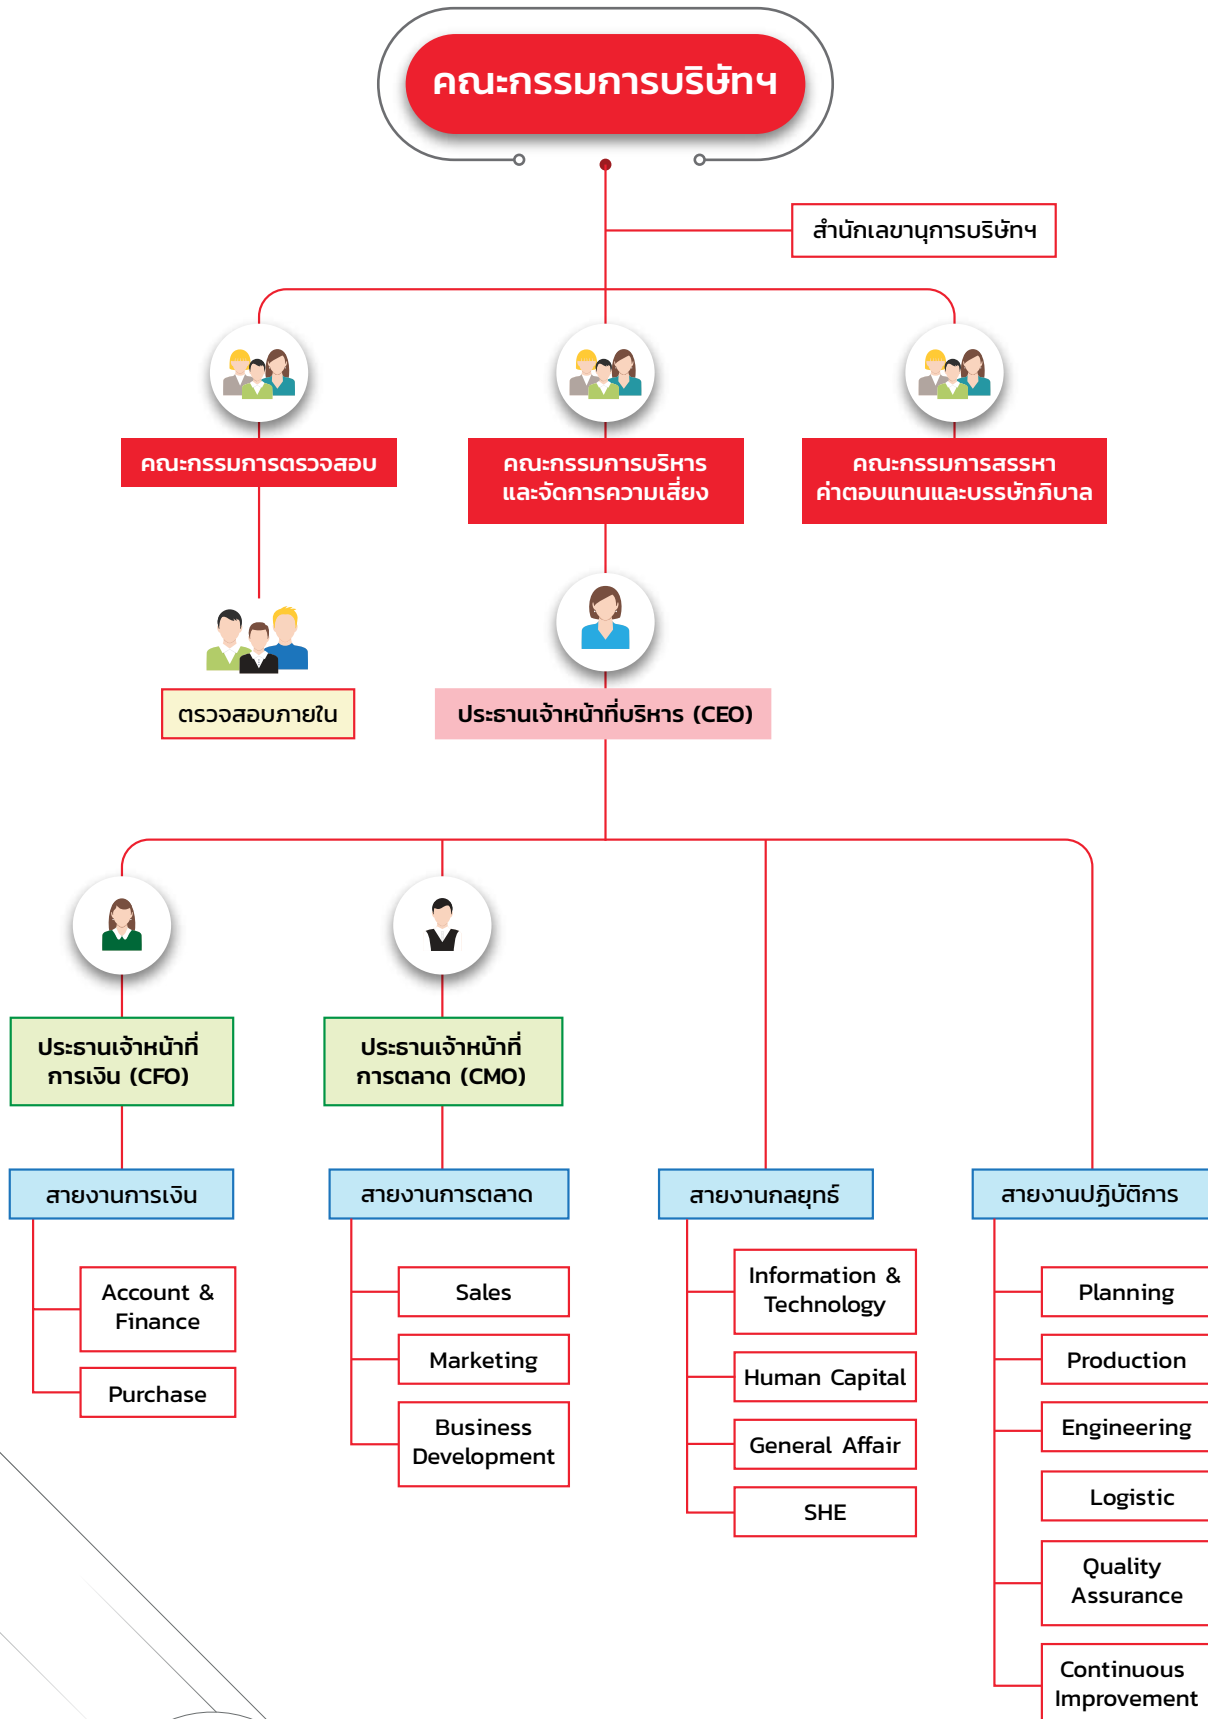 คณะกรรมการบริษัทฯ
สำนักเลขานุการบริษัทฯ
คณะกรรมการตรวจสอบ
คณะกรรมการบริหาร
และจัดการความเสี่ยง
คณะกรรมการสรรหา
ค่าตอบแทนและบรรษัทภิบาล
ตรวจสอบภายใน
ประธานเจ้าหน้าที่บริหาร (CEO)
ประธานเจ้าหน้าที่
การเงิน (CFO)
ประธานเจ้าหน้าที่
การตลาด (CMO)
สายงานการเงิน
สายงานการตลาด
สายงานกลยุทธ์
สายงานปฏิบัติการ
Account &
Finance
Purchase
Sales
Marketing
Business
Development
Information &
Technology
Human Capital
General Affair
SHE
Planning
Production
Engineering
Logistic
Quality
Assurance
Continuous
Improvement